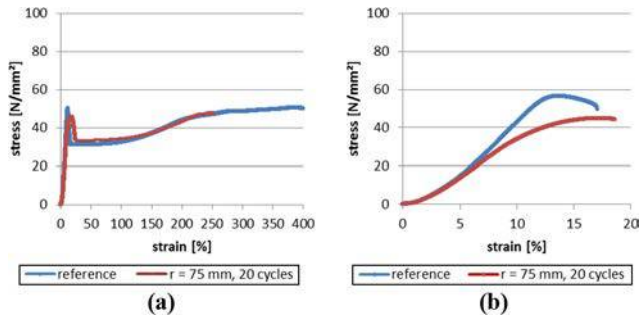 100
80
60
40
20
0
stress [N/mm²]
0 50 100 150 200 250 300 350 400
strain [%]
reference r = 75 mm, 20 cycles
(a)
100
80
60
40
20
0
stress [N/mm²]
0 5 10 15 20
strain [%]
reference r = 75 mm, 20 cycles
(b)